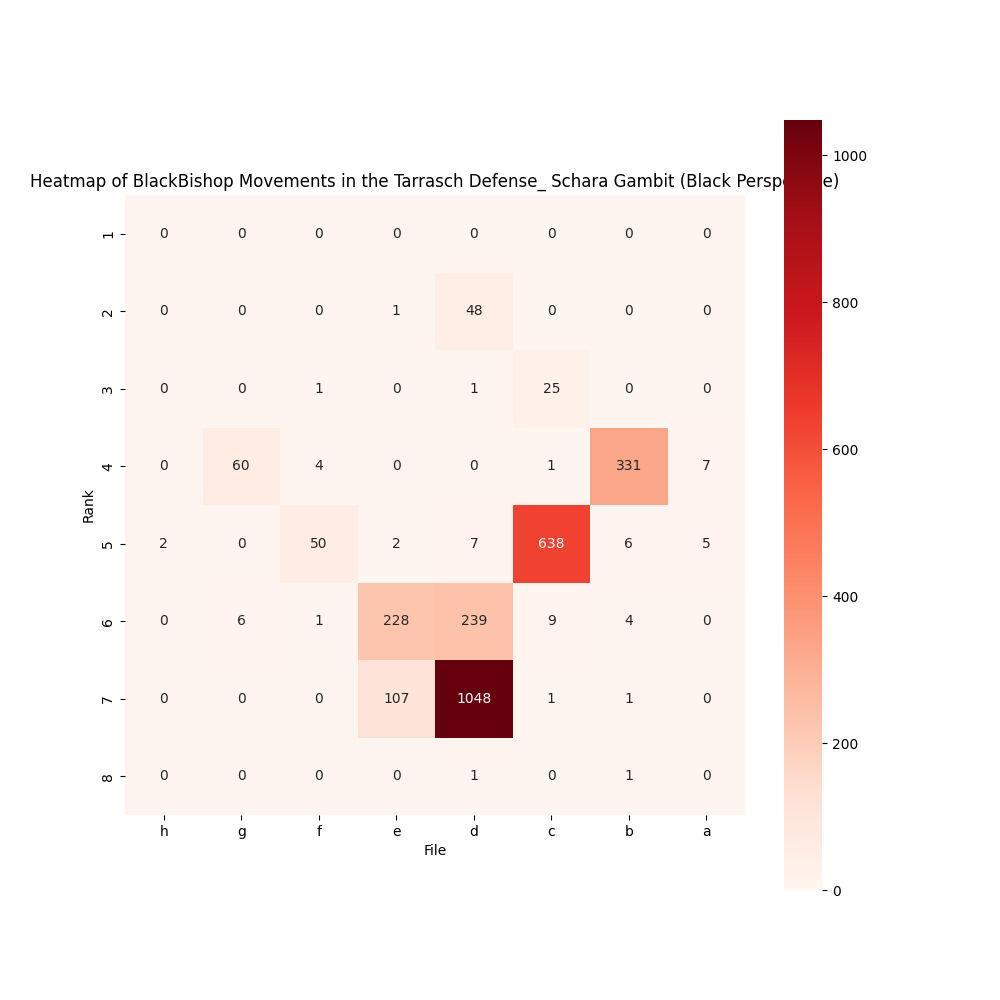 Heatmap of BlackBishop Movements in the Tarrasch Defense_ Schara Gambit (Black Persp e)
1000
800
600
400
200
0
Rank
1 0 0 0 0 0 0 0 0
2 0 0 0 1 48 0 0 0
3 0 0 1 0 1 25 0 0
4 0 60 4 0 0 1 331 7
5 2 0 50 2 7 638 6 5
6 0 6 1 228 239 9 4 0
7 0 0 0 107 1048 1 1 0
8 0 0 0 0 1 0 1 0
h g f e d c b a
File